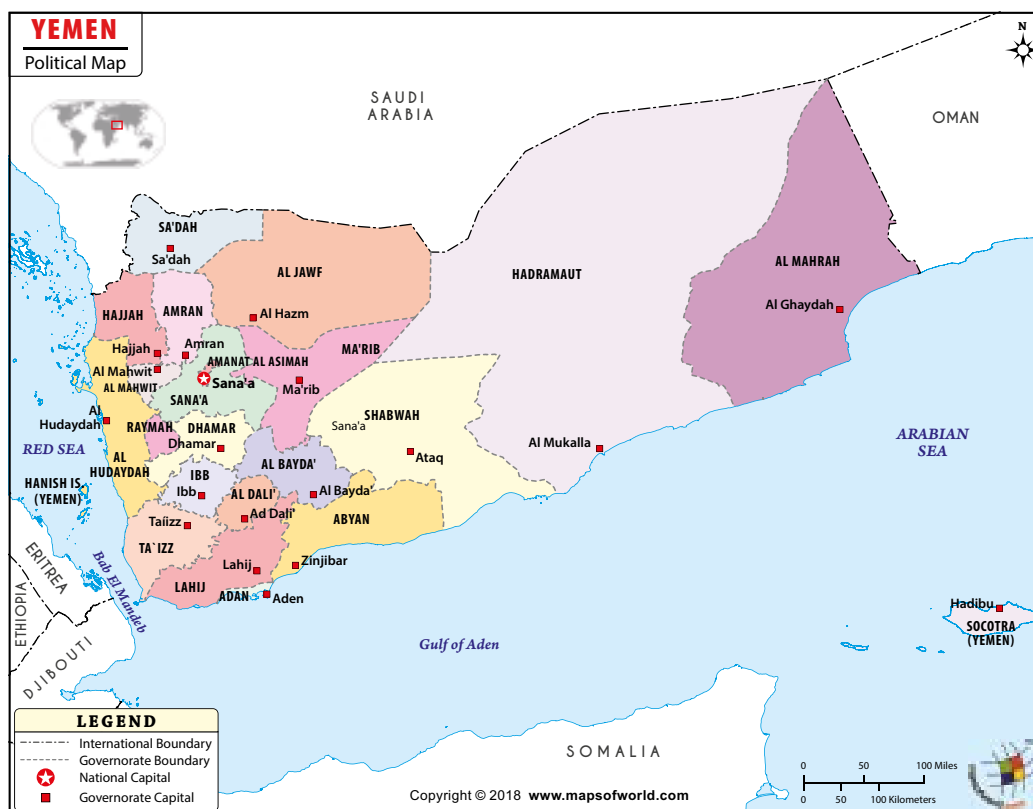 YEMEN
Political Map
N
SAUDI
ARABIA
OMAN
SA'DAH
Sa'dah
AL JAWF
HADRAMAUT
AL MAHRAH
Al Ghaydah
HAJJAH
AMRAN
Al Hazm
Hajjah
Amran
MA'RIB
AMANAT AL ASIMAH
Al Mahwit
AL MAHWIT
Sana'a
Ma'rib
SANA'A
Al
Hudaydah
RAYMAH
DHAMAR
Dhamar
SHABWAH
Sana'a
Ataq
Al Mukalla
ARABIAN
SEA
RED SEA
AL
HUDAYDAH
AL BAYDA'
IBB
Ibb
AL DALI'
Al Bayda'
HANISH IS.
(YEMEN)
Taíizz
Ad Dali'
ABYAN
TA`IZZ
Lahij
Zinjibar
LAHIJ
ADAN
Aden
ERITREA
Bab El Mandeb
ETHIOPIA
DJIBOUTI
Gulf of Aden
Hadibu
SOCOTRA
(YEMEN)
SOMALIA
LEGEND
International Boundary
Governorate Boundary
National Capital
Governorate Capital
0 50 100 Miles
0 50 100 Kilometers
Copyright © 2018 www.mapsofworld.com